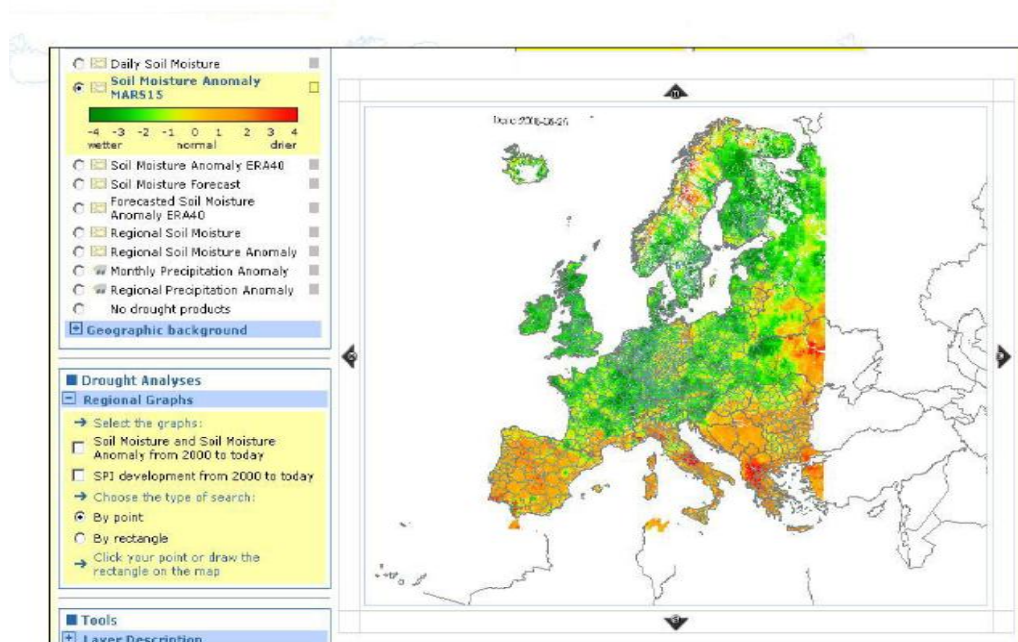 Daily Soil Moisture
Soil Moisture Anomaly
MARS15
-4 -3 -2 -1 0 1 2 3 4
wetter normal drier
Soil Moisture Anomaly ERA40
Soil Moisture Forecast
Forecasted Soil Moisture
Anomaly ERA40
Regional Soil Moisture
Regional Soil Moisture Anomaly
Monthly Precipitation Anomaly
Regional Precipitation Anomaly
No drought products
Geographic background
Drought Analyses
Regional Graphs
Select the graphs:
Soil Moisture and Soil Moisture
Anomaly from 2000 to today
SPI development from 2000 to today
Choose the type of search:
By point
By rectangle
Click your point or draw the
rectangle on the map
Tools
Layer Description